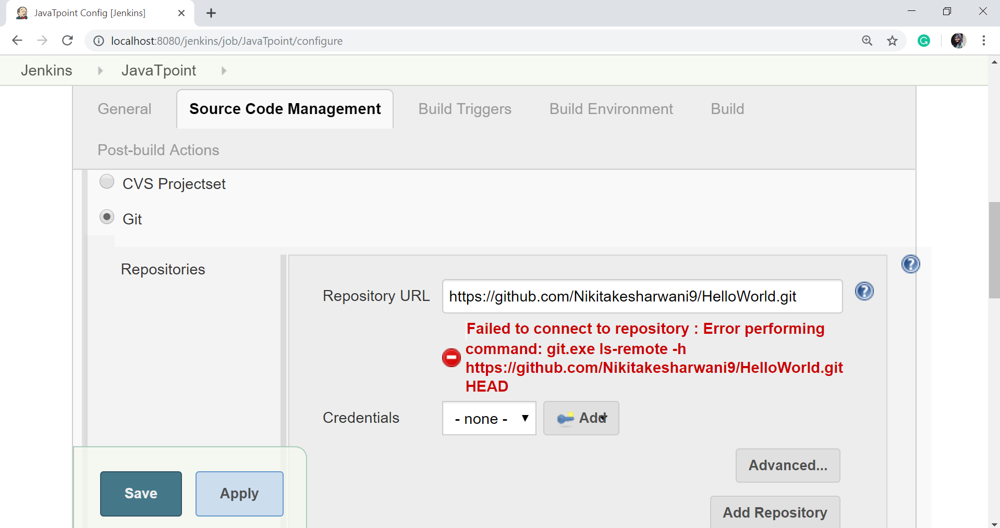 JavaTpoint Config [Jenkins]
localhost:8080/jenkins/job/JavaTpoint/configure
Jenkins JavaTpoint
General Source Code Management Build Triggers Build Environment Build
Post-build Actions
CVS Projectset
Git
Repositories
Repository URL https://github.com/Nikitakesharwani9/HelloWorld.git
Failed to connect to repository : Error performing
command: git.exe ls-remote -h
https://github.com/Nikitakesharwani9/HelloWorld.git
HEAD
Credentials - none - Add
Advanced...
Save Apply
Add Repository